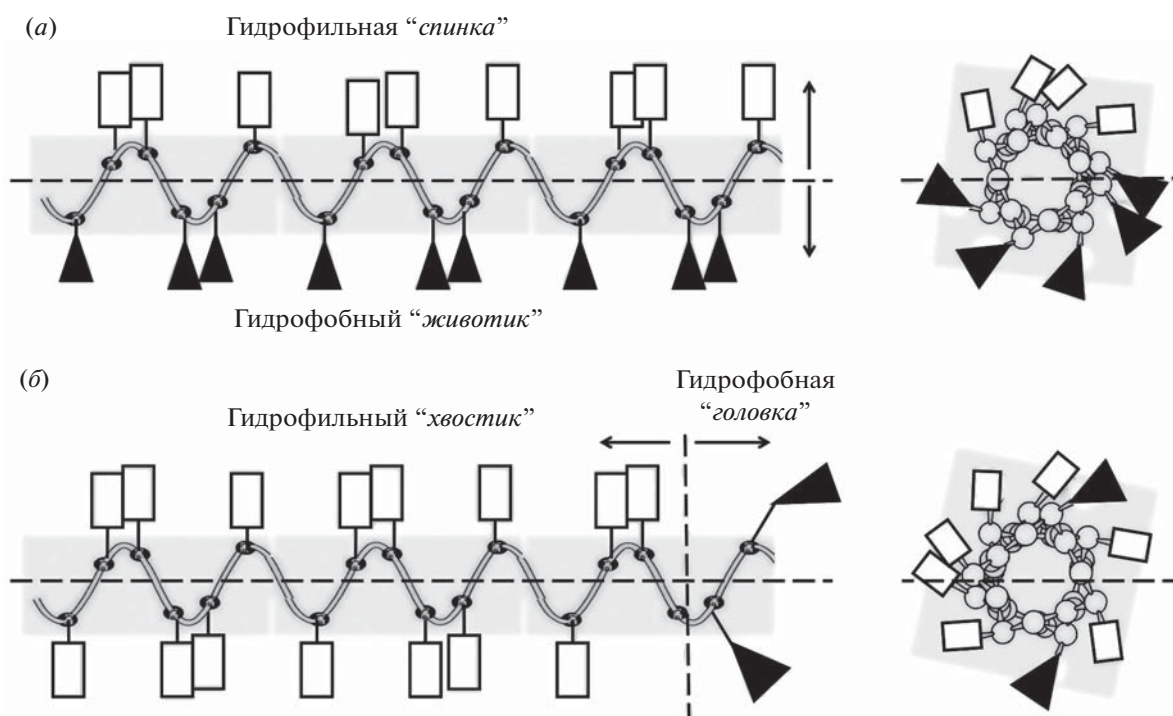 (а)
Гидрофильная “спинка”
Гидрофобный “животик”
(б)
Гидрофильный “хвостик”
Гидрофобная
“головка”